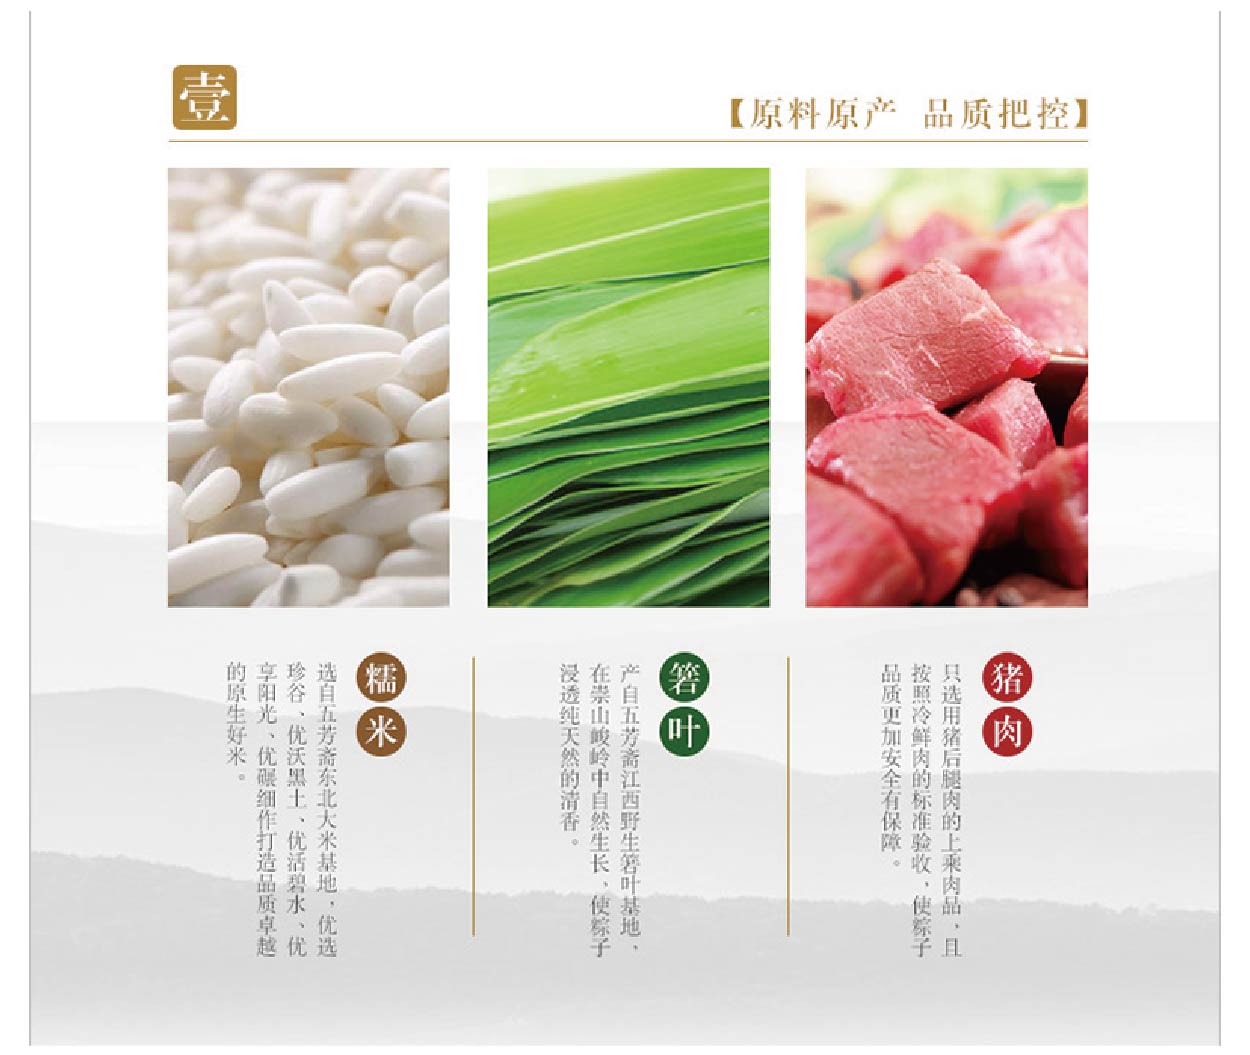 壹
【原料原产 品质把控】
糯米
选自五芳斋东北大米基地，优选
珍谷、优沃黑土、优活碧水、优
享阳光、优碾细作打造品质卓越
的原生好米。
箬叶
产自五芳斋江西野生箬叶基地、
在崇山峻岭中自然生长、使粽子
浸透纯天然的清香。
猪肉
只选用猪后腿肉的上乘肉品、且
按照冷鲜肉的标准验收、使粽子
品质更加安全有保障。